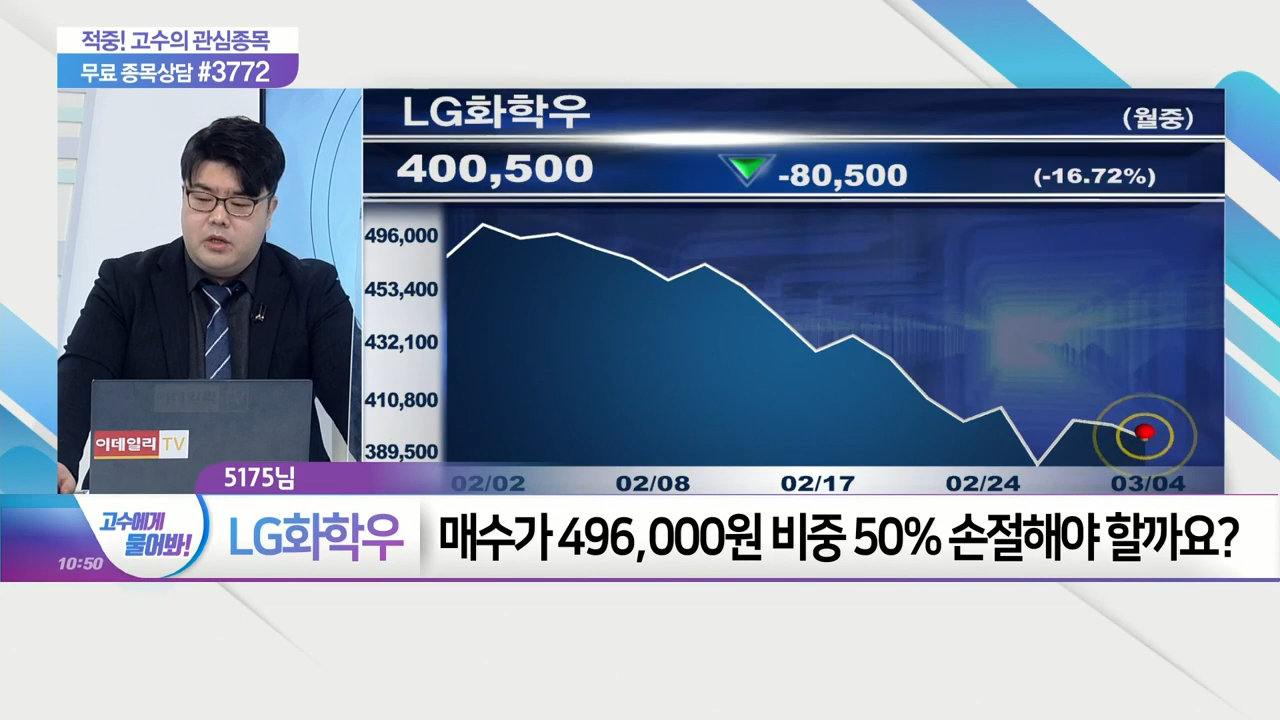 적중! 고수의 관심종목
무료 종목상담 #3772
LG화학우
(월중)
400,500
-80,500
(-16.72%)
496,000
453,400
432,100
410,800
389,500
02/02
02/08
02/17
02/24
03/04
이데일리 TV
5175님
고수에게
물어봐!
10:50
LG화학우
매수가 496,000원 비중 50% 손절해야 할까요?